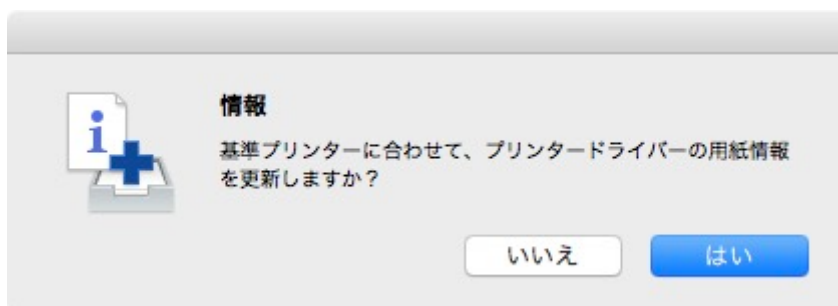 情報
基準プリンターに合わせて、プリンタードライバーの用紙情報
を更新しますか？
いいえ
はい